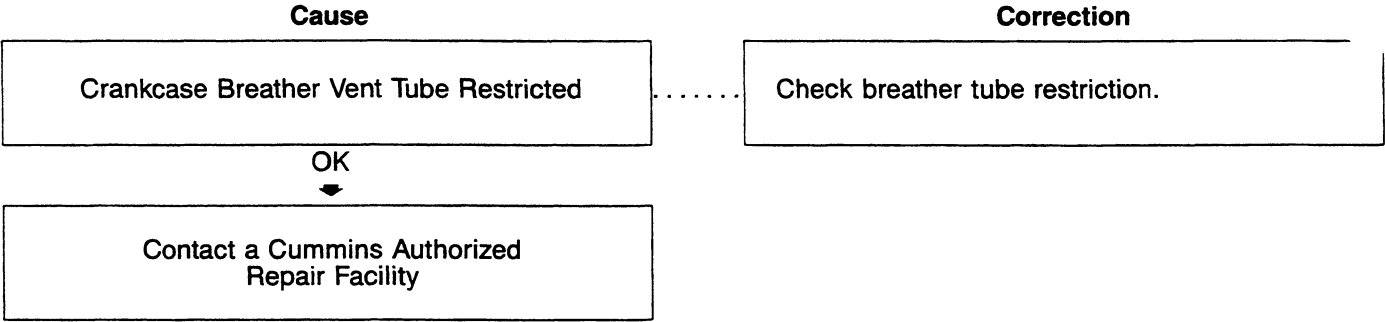 Cause
Correction
Crankcase Breather Vent Tube Restricted
.......
Check breather tube restriction.
OK
Contact a Cummins Authorized
Repair Facility